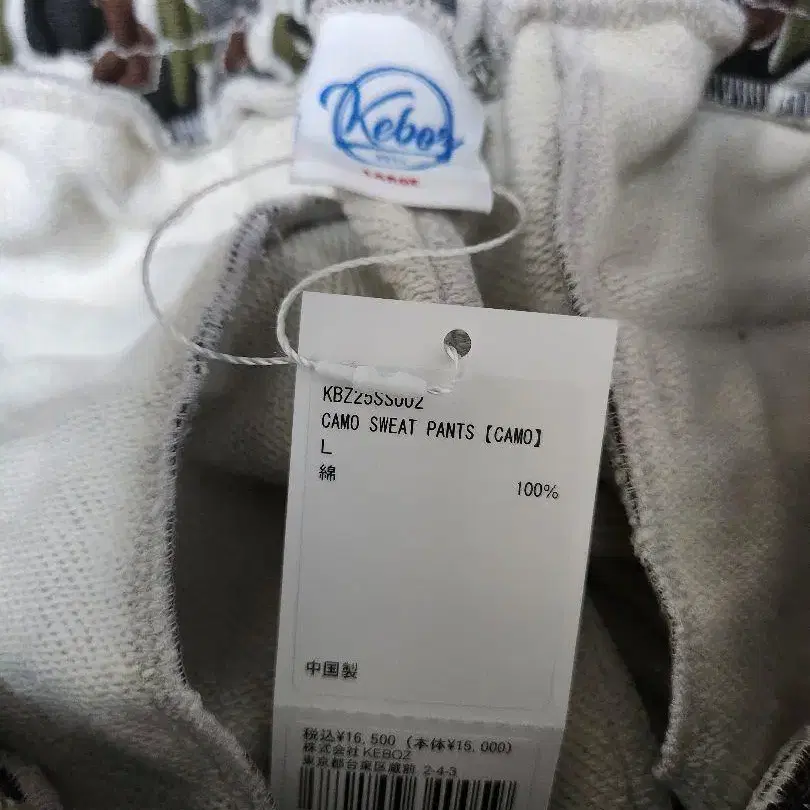 Keboz
LARGE
KBZ25SS002
CAMO SWEAT PANTS【CAMO】
L
綿 100%
中国製
税込¥16,500 (本体¥15,000)
株式会社KEBOZ
東京都台東区蔵前 2-4-3